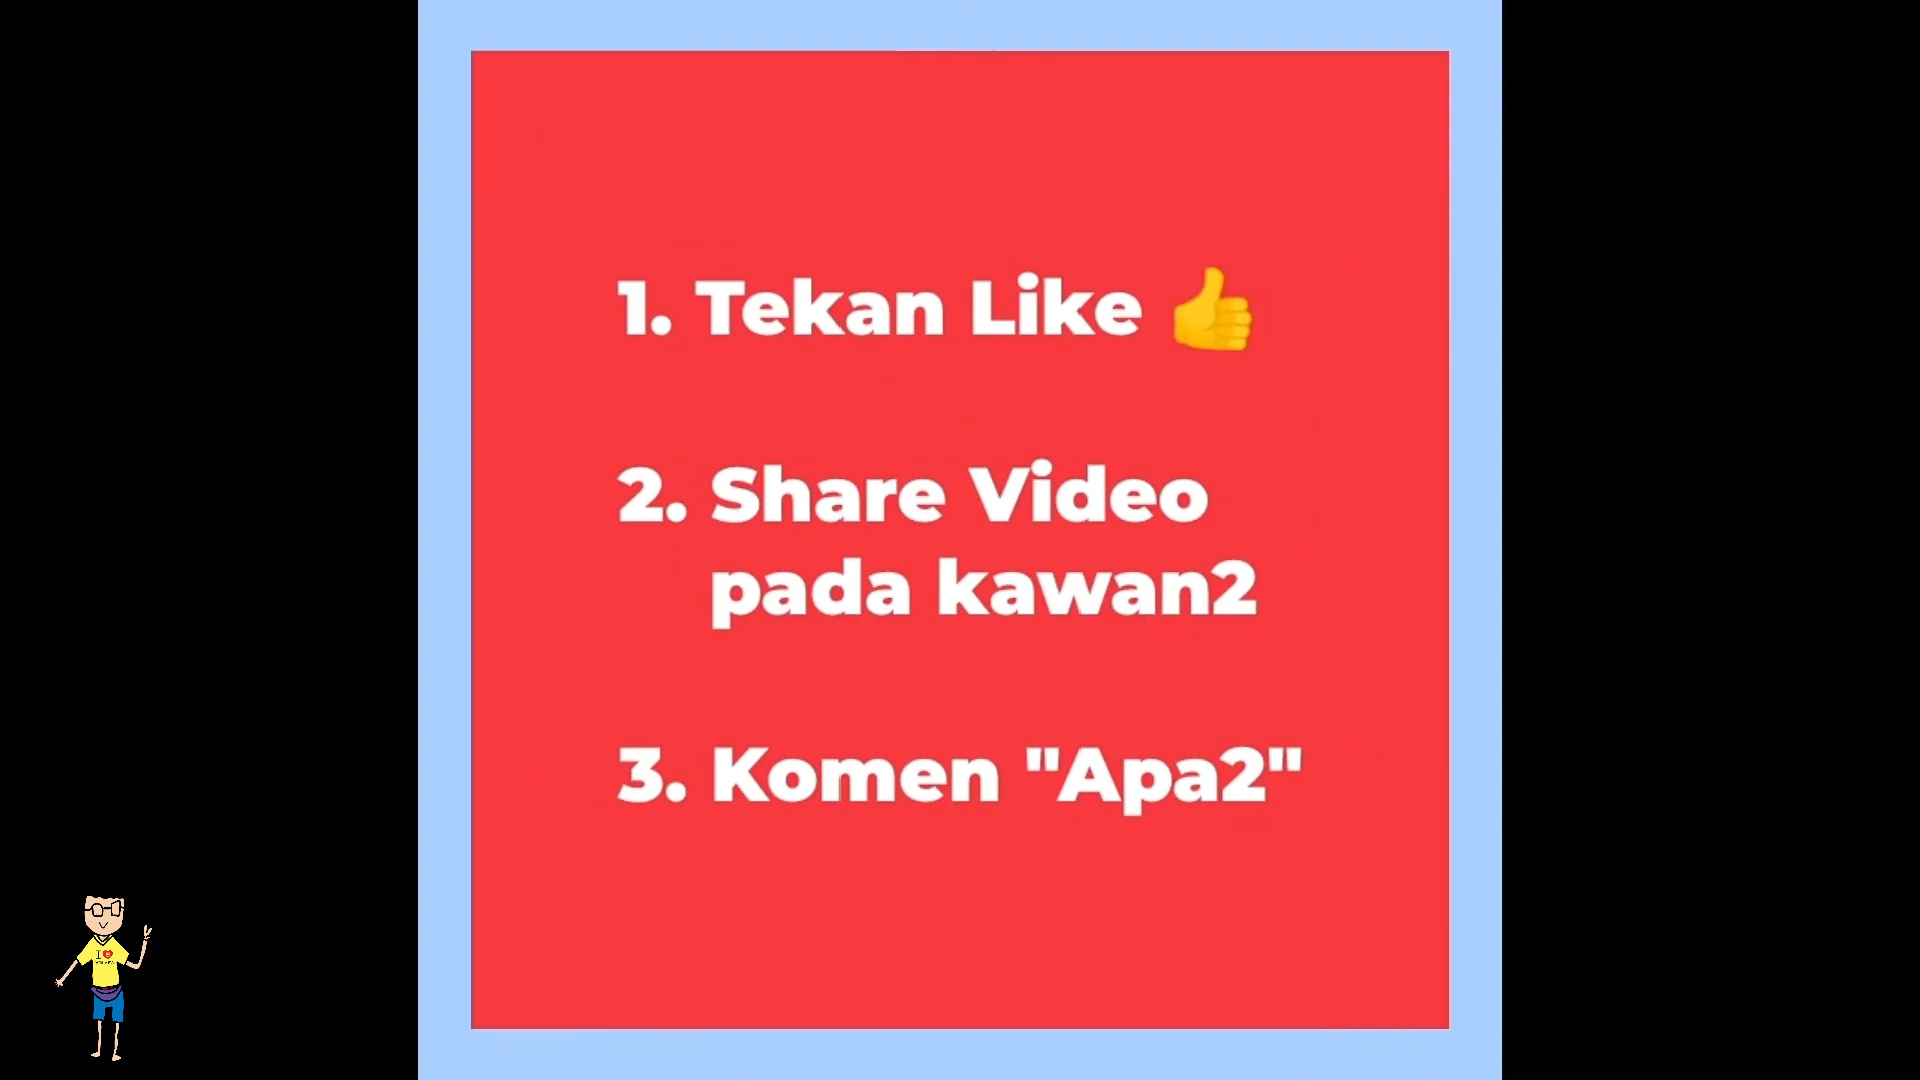 1. Tekan Like 👍
2. Share Video
pada kawan2
3. Komen "Apa2"
I